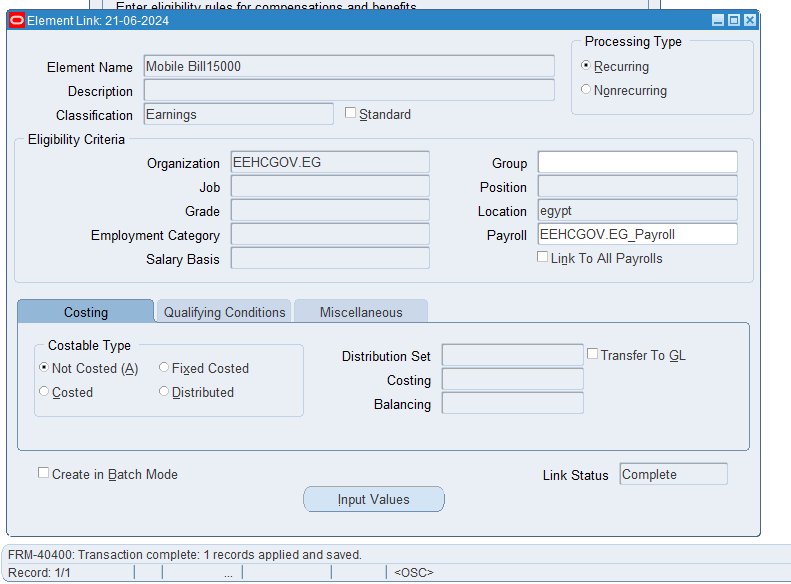 Enter eligibility rules for compensations and benefits
Element Link: 21-06-2024
Processing Type
Element Name Mobile Bill15000
Recurring
Description
Nonrecurring
Classification Earnings
Standard
Eligibility Criteria
Organization EEHCGOV.EG
Group
Job
Position
Grade
Location egypt
Employment Category
Payroll EEHCGOV.EG_Payroll
Salary Basis
Link To All Payrolls
Costing Qualifying Conditions Miscellaneous
Costable Type
Not Costed (A) Fixed Costed
Costed Distributed
Distribution Set
Transfer To GL
Costing
Balancing
Create in Batch Mode
Link Status Complete
Input Values
FRM-40400: Transaction complete: 1 records applied and saved.
Record: 1/1 ... <OSC>